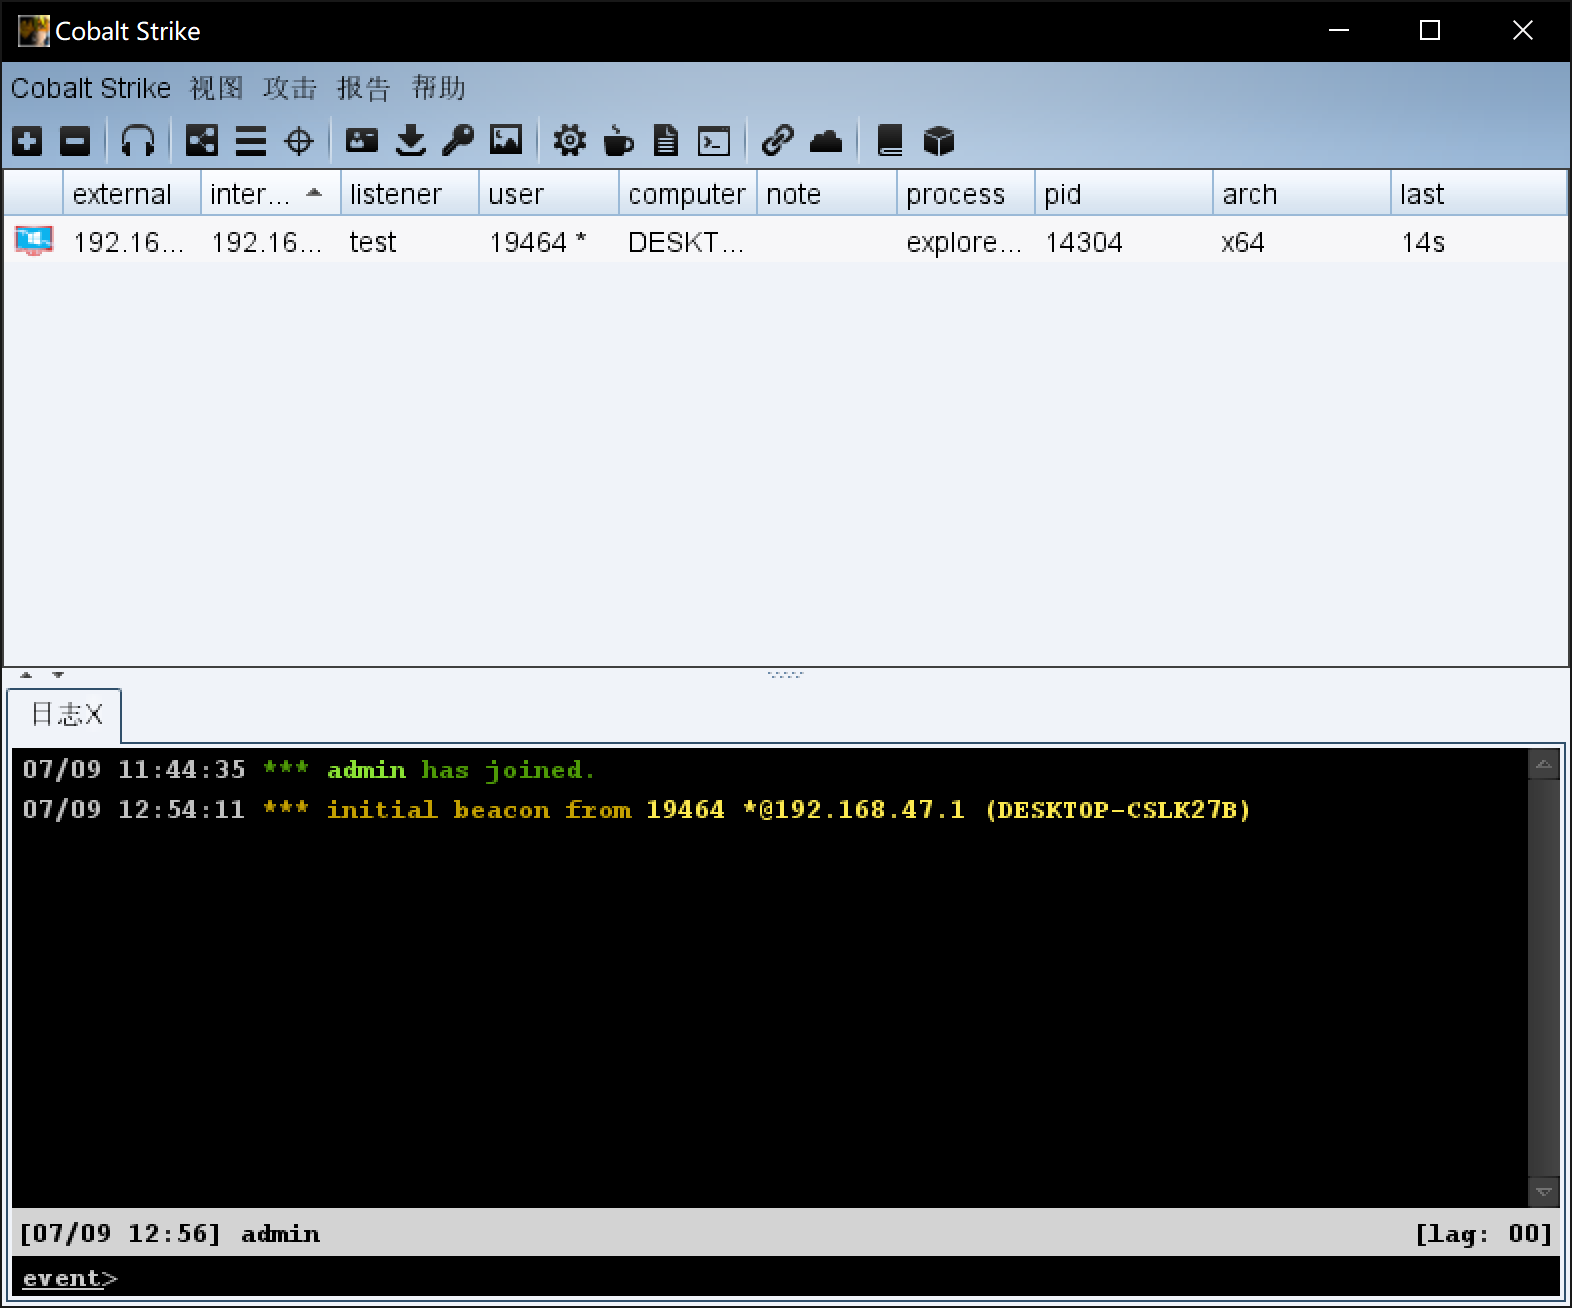 Cobalt Strike
Cobalt Strike 视图 攻击 报告 帮助
external inter... listener user computer note process pid arch last
192.16... 192.16... test 19464 * DESKT... explore... 14304 x64 14s
日志X
07/09 11:44:35 *** admin has joined.
07/09 12:54:11 *** initial beacon from 19464 *@192.168.47.1 (DESKTOP-CSLK27B)
[07/09 12:56] admin [lag: 00]
event>